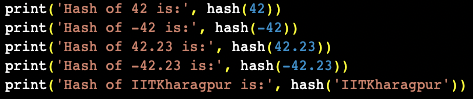 print('Hash of 42 is:', hash(42))
print('Hash of -42 is:', hash(-42))
print('Hash of 42.23 is:', hash(42.23))
print('Hash of -42.23 is:', hash(-42.23))
print('Hash of IITKharagpur is:', hash('IITKharagpur'))